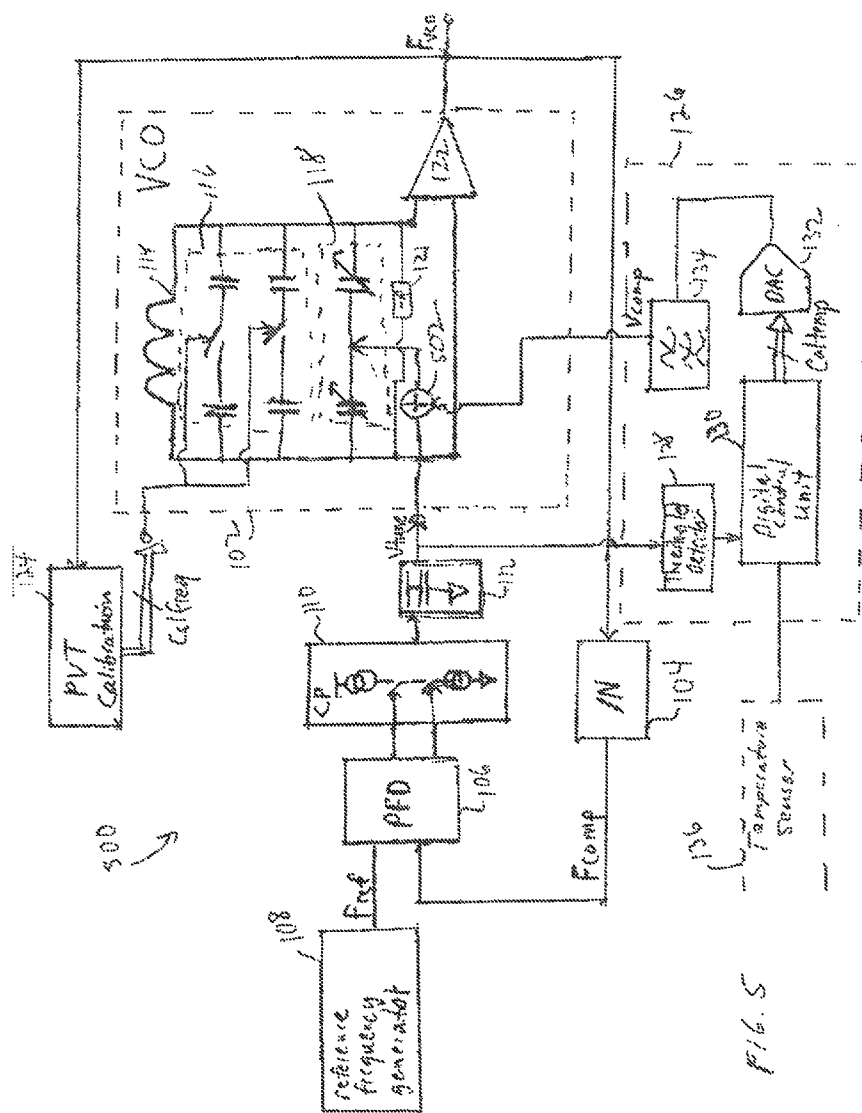 500
108
reference
frequency
generator
Fref
PFD
106
CP
110
112
Vtune
124
PVT
Calibration
Calfreq
102
VCO
114
116
118
121
-R
502
122
Fvco
126
Vcomp
134
DAC
132
Caltemp
130
Digital
Control
Unit
128
Threshold
Detector
/N
104
Fcomp
136
Temperature
Sensor
FIG. 5